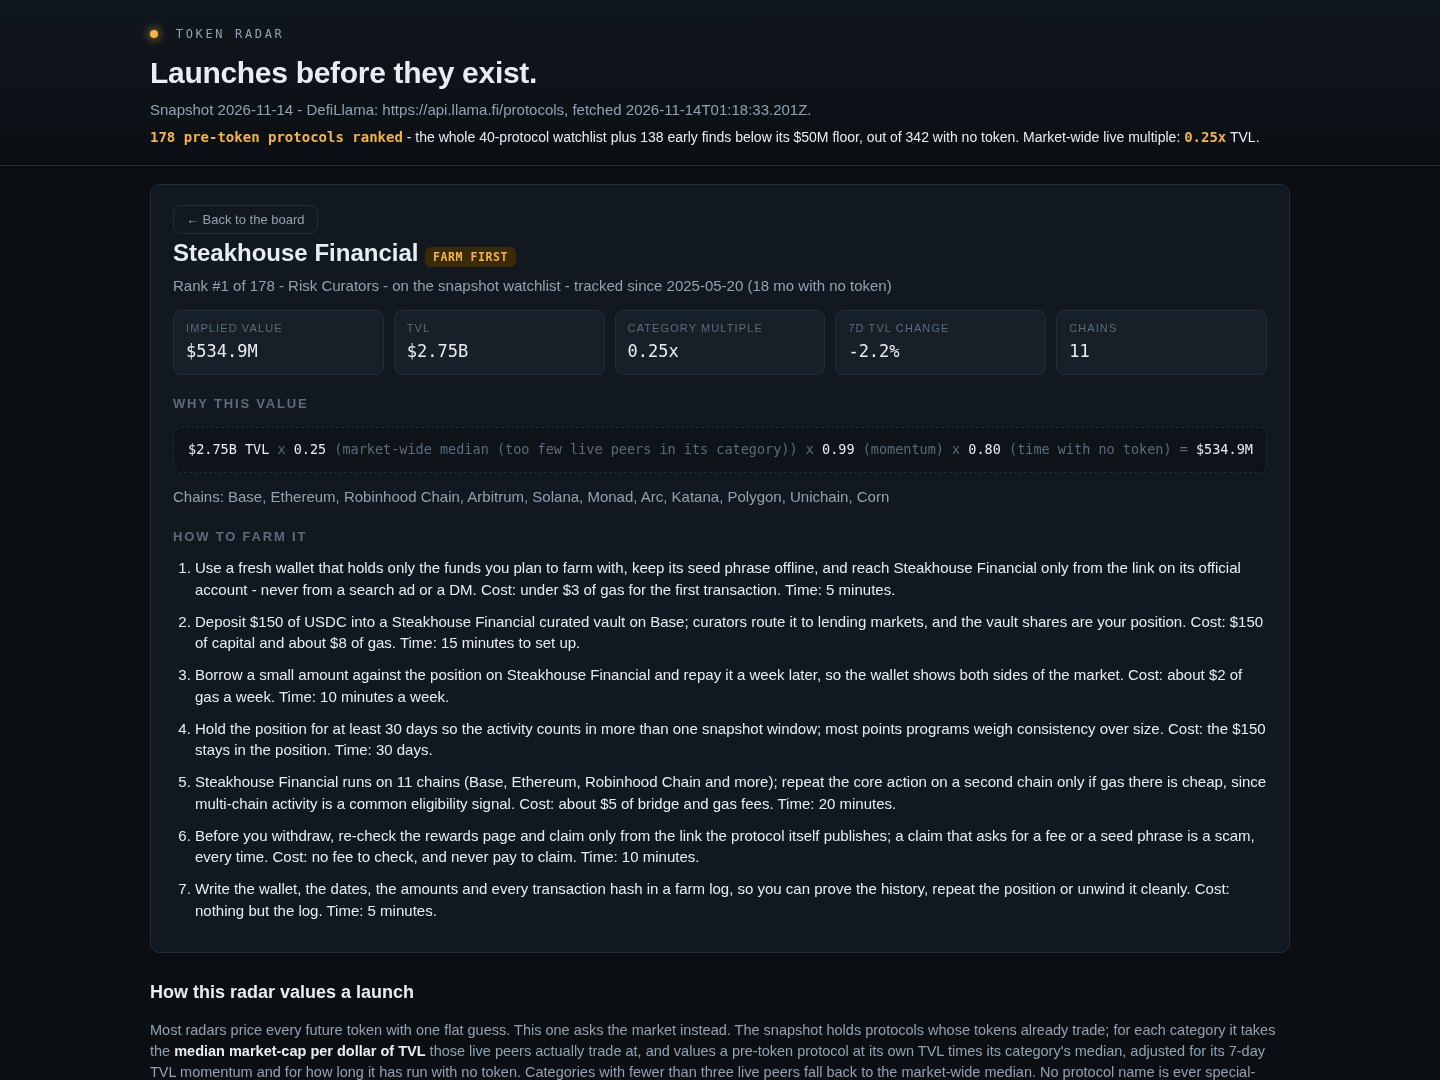 TOKEN RADAR
Launches before they exist.
Snapshot 2026-11-14 - DefiLlama: https://api.llama.fi/protocols, fetched 2026-11-14T01:18:33.201Z.
178 pre-token protocols ranked - the whole 40-protocol watchlist plus 138 early finds below its $50M floor, out of 342 with no token. Market-wide live multiple: 0.25x TVL.
← Back to the board
Steakhouse Financial FARM FIRST
Rank #1 of 178 - Risk Curators - on the snapshot watchlist - tracked since 2025-05-20 (18 mo with no token)
IMPLIED VALUE
$534.9M
TVL
$2.75B
CATEGORY MULTIPLE
0.25x
7D TVL CHANGE
-2.2%
CHAINS
11
WHY THIS VALUE
$2.75B TVL x 0.25 (market-wide median (too few live peers in its category)) x 0.99 (momentum) x 0.80 (time with no token) = $534.9M
Chains: Base, Ethereum, Robinhood Chain, Arbitrum, Solana, Monad, Arc, Katana, Polygon, Unichain, Corn
HOW TO FARM IT
1. Use a fresh wallet that holds only the funds you plan to farm with, keep its seed phrase offline, and reach Steakhouse Financial only from the link on its official
account - never from a search ad or a DM. Cost: under $3 of gas for the first transaction. Time: 5 minutes.
2. Deposit $150 of USDC into a Steakhouse Financial curated vault on Base; curators route it to lending markets, and the vault shares are your position. Cost: $150
of capital and about $8 of gas. Time: 15 minutes to set up.
3. Borrow a small amount against the position on Steakhouse Financial and repay it a week later, so the wallet shows both sides of the market. Cost: about $2 of
gas a week. Time: 10 minutes a week.
4. Hold the position for at least 30 days so the activity counts in more than one snapshot window; most points programs weigh consistency over size. Cost: the $150
stays in the position. Time: 30 days.
5. Steakhouse Financial runs on 11 chains (Base, Ethereum, Robinhood Chain and more); repeat the core action on a second chain only if gas there is cheap, since
multi-chain activity is a common eligibility signal. Cost: about $5 of bridge and gas fees. Time: 20 minutes.
6. Before you withdraw, re-check the rewards page and claim only from the link the protocol itself publishes; a claim that asks for a fee or a seed phrase is a scam,
every time. Cost: no fee to check, and never pay to claim. Time: 10 minutes.
7. Write the wallet, the dates, the amounts and every transaction hash in a farm log, so you can prove the history, repeat the position or unwind it cleanly. Cost:
nothing but the log. Time: 5 minutes.
How this radar values a launch
Most radars price every future token with one flat guess. This one asks the market instead. The snapshot holds protocols whose tokens already trade; for each category it takes
the median market-cap per dollar of TVL those live peers actually trade at, and values a pre-token protocol at its own TVL times its category's median, adjusted for its 7-day
TVL momentum and for how long it has run with no token. Categories with fewer than three live peers fall back to the market-wide median. No protocol name is ever special-